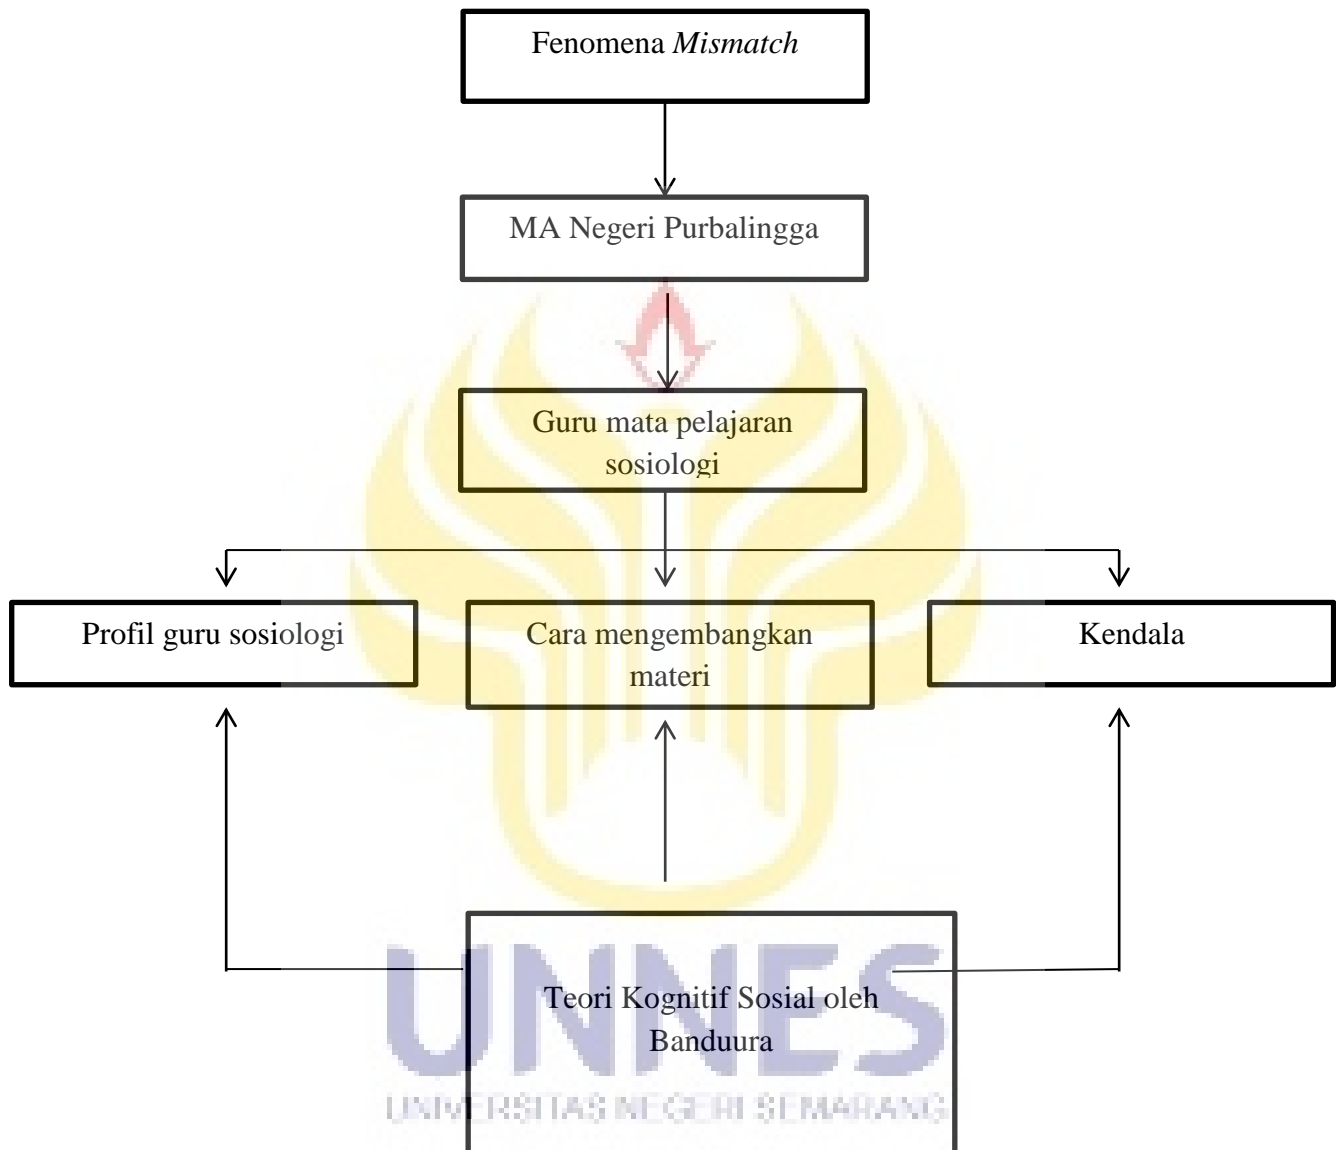 Fenomena Mismatch
MA Negeri Purbalingga
Guru mata pelajaran
sosiologi
Profil guru sosiologi
Cara mengembangkan
materi
Kendala
Teori Kognitif Sosial oleh
Banduura
UNNES
UNIVERSITAS NEGERI SEMARANG